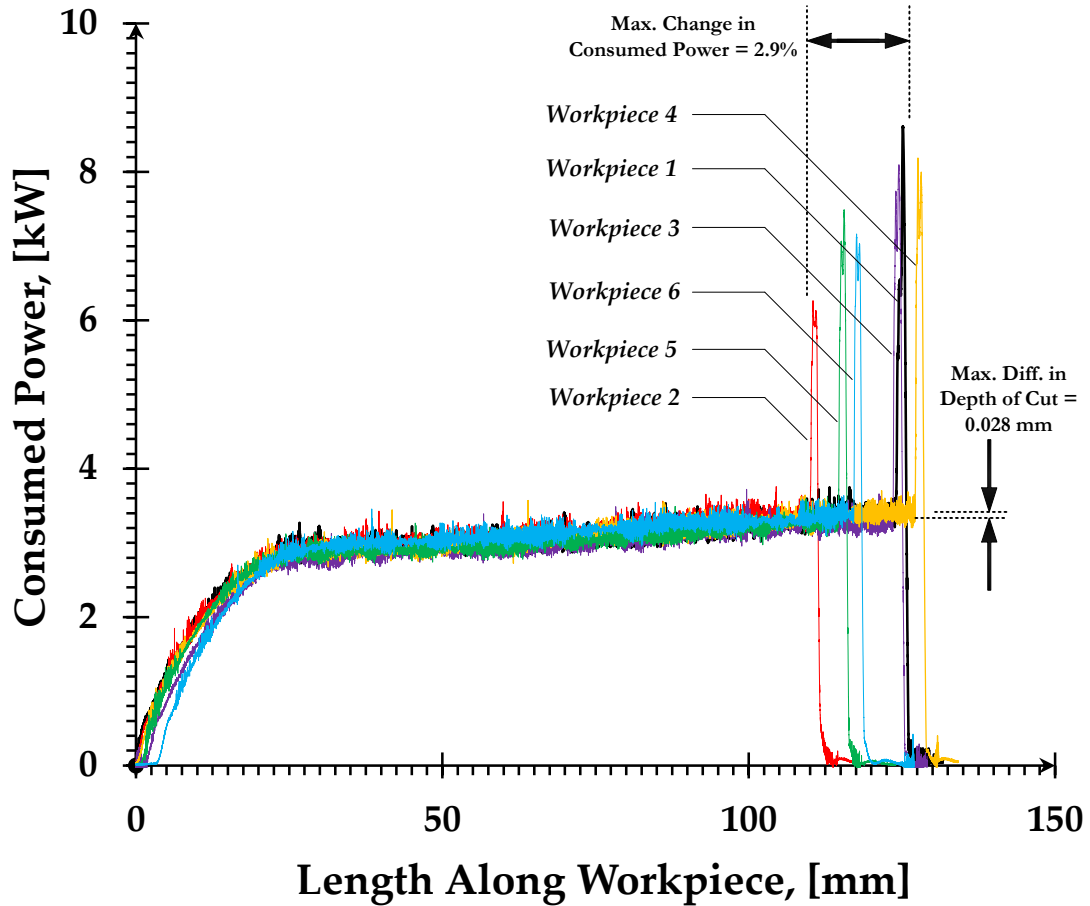 Max. Change in
Consumed Power = 2.9%
Workpiece 4
Workpiece 1
Workpiece 3
Workpiece 6
Workpiece 5
Workpiece 2
Max. Diff. in
Depth of Cut =
0.028 mm
Consumed Power, [kW]
10
8
6
4
2
0
0 50 100 150
Length Along Workpiece, [mm]